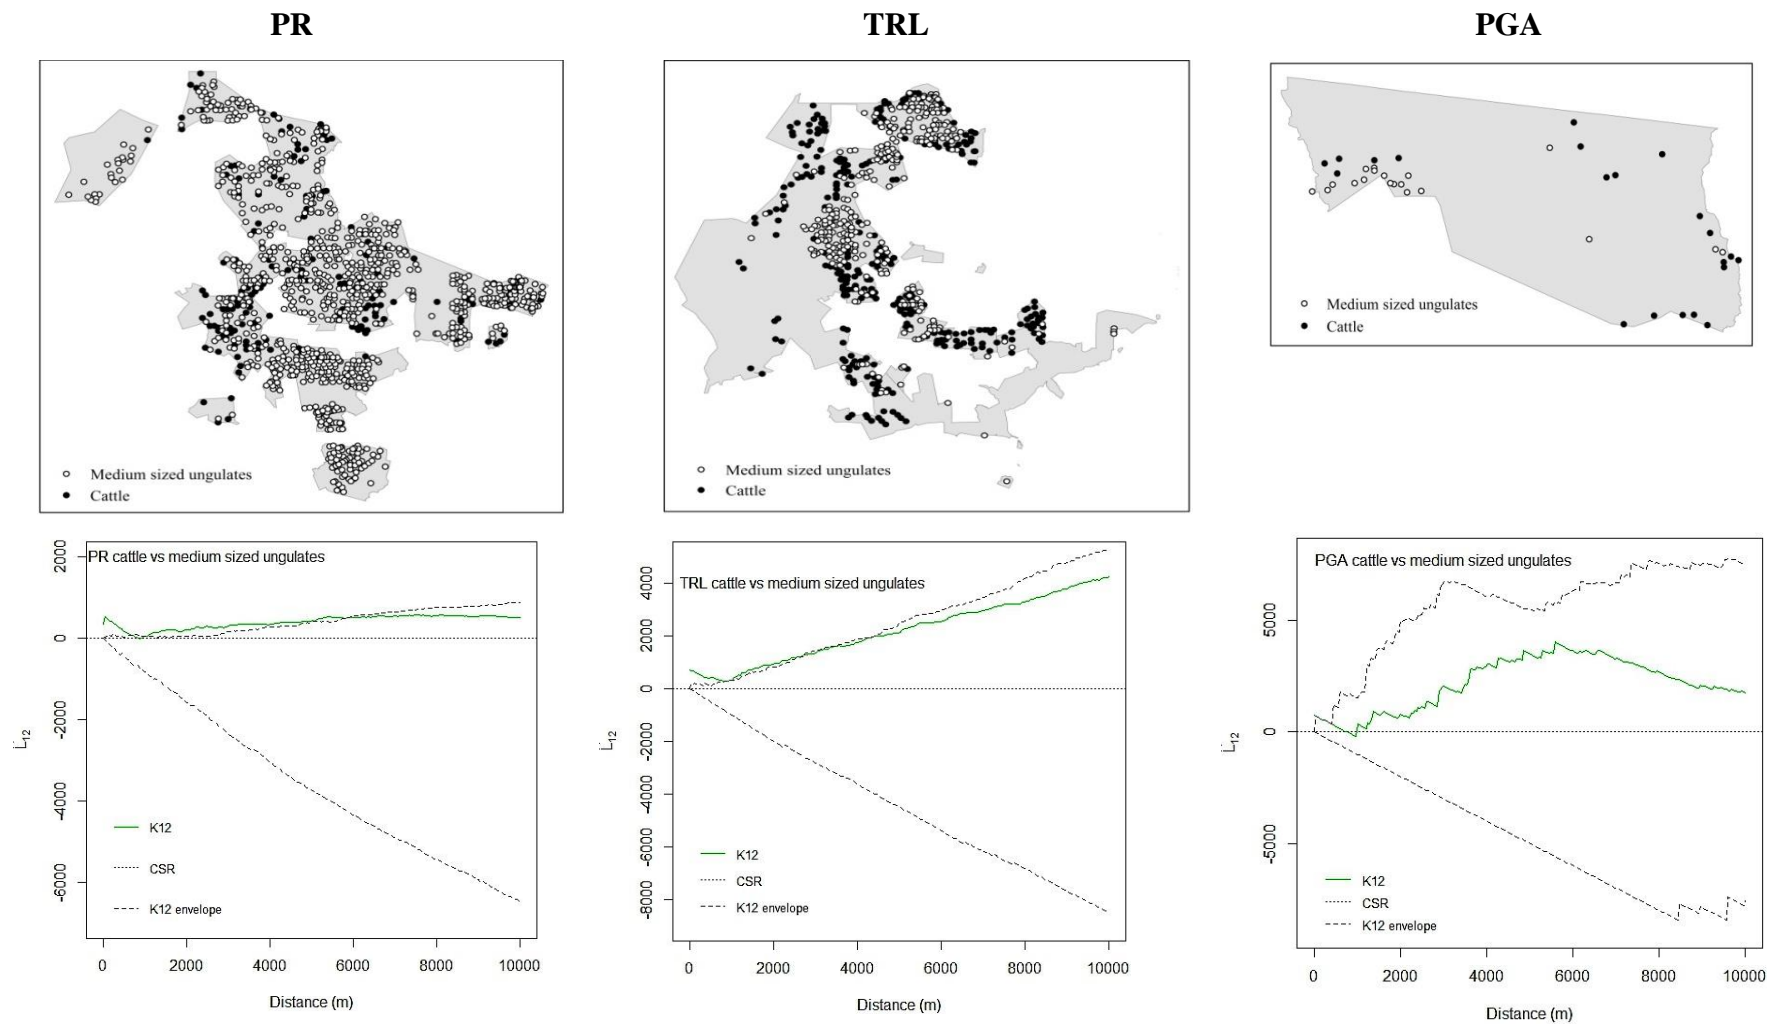 PR
TRL
PGA
Medium sized ungulates
Cattle
Medium sized ungulates
Cattle
Medium sized ungulates
Cattle
PR cattle vs medium sized ungulates
2000
0
-2000
-4000
-6000
L12
K12
CSR
K12 envelope
0 2000 4000 6000 8000 10000
Distance (m)
TRL cattle vs medium sized ungulates
4000
2000
0
-2000
-4000
-6000
-8000
L12
K12
CSR
K12 envelope
0 2000 4000 6000 8000 10000
Distance (m)
PGA cattle vs medium sized ungulates
5000
0
-5000
L12
K12
CSR
K12 envelope
0 2000 4000 6000 8000 10000
Distance (m)